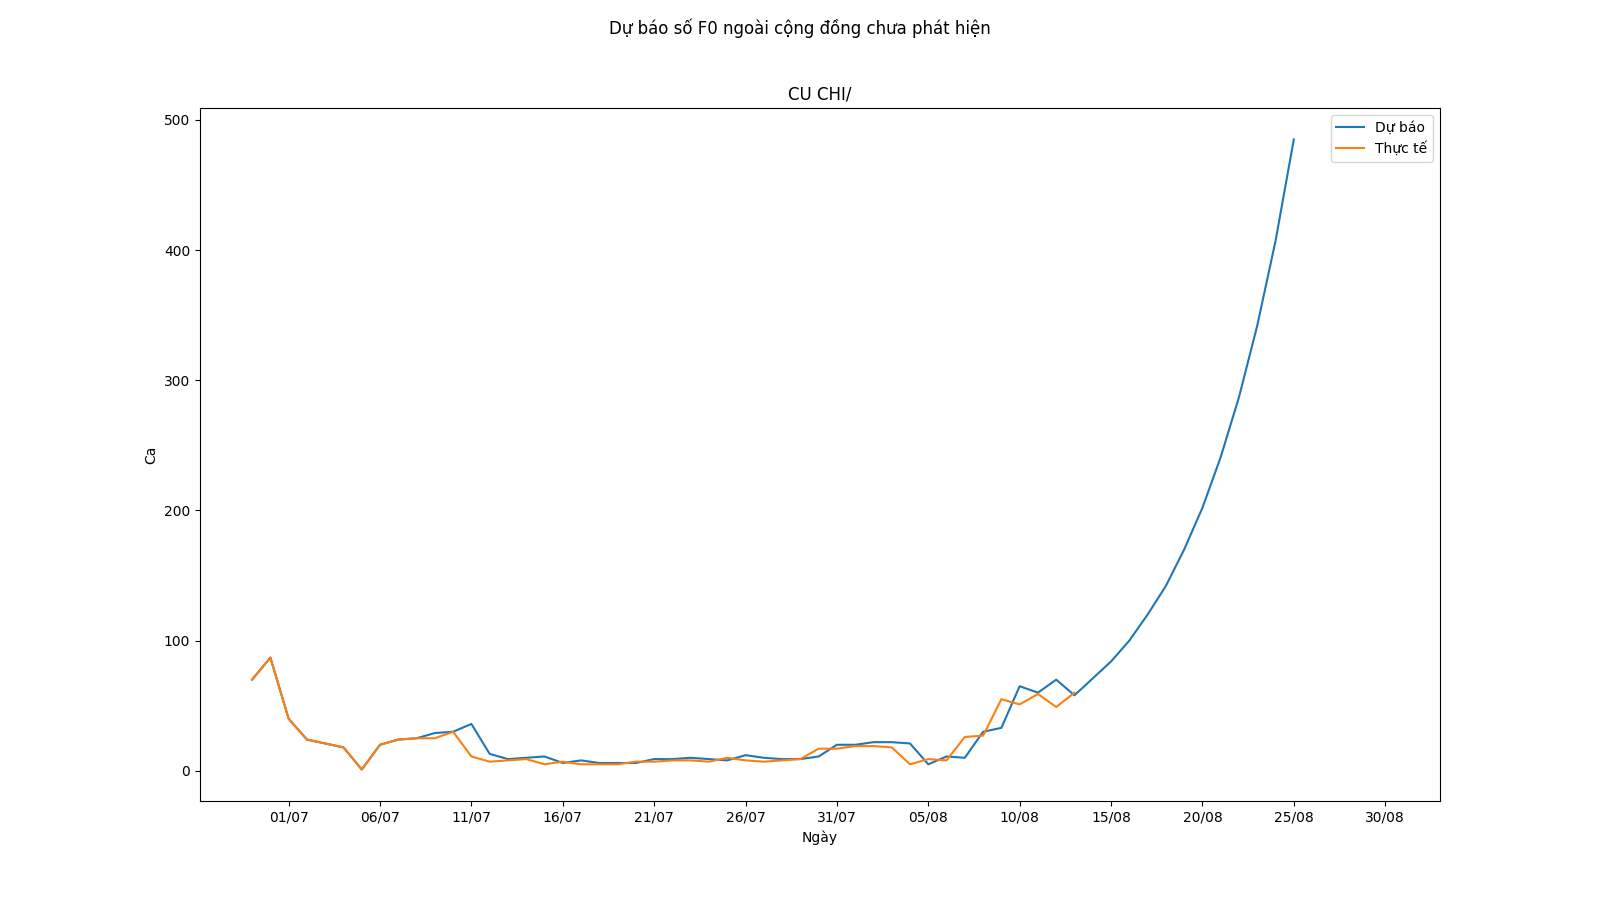 Dự báo số F0 ngoài cộng đồng chưa phát hiện
CU CHI/
500
400
300
200
100
0
Ca
Dự báo
Thực tế
01/07 06/07 11/07 16/07 21/07 26/07 31/07 05/08 10/08 15/08 20/08 25/08 30/08
Ngày